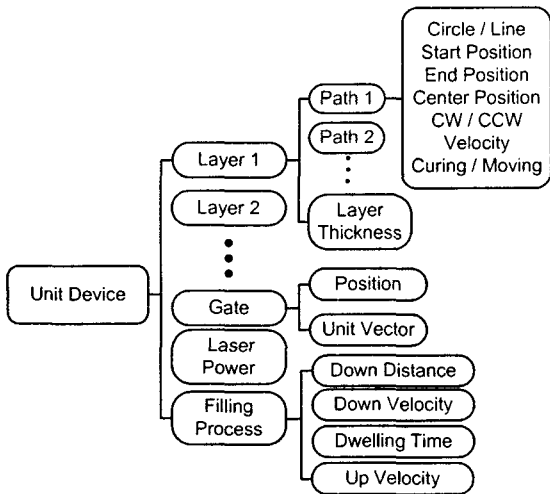 Circle / Line
Start Position
End Position
Center Position
CW / CCW
Velocity
Curing / Moving
Path 1
Path 2
Layer
Thickness
Layer 1
Layer 2
Unit Device
Gate
Position
Unit Vector
Laser
Power
Filling
Process
Down Distance
Down Velocity
Dwelling Time
Up Velocity